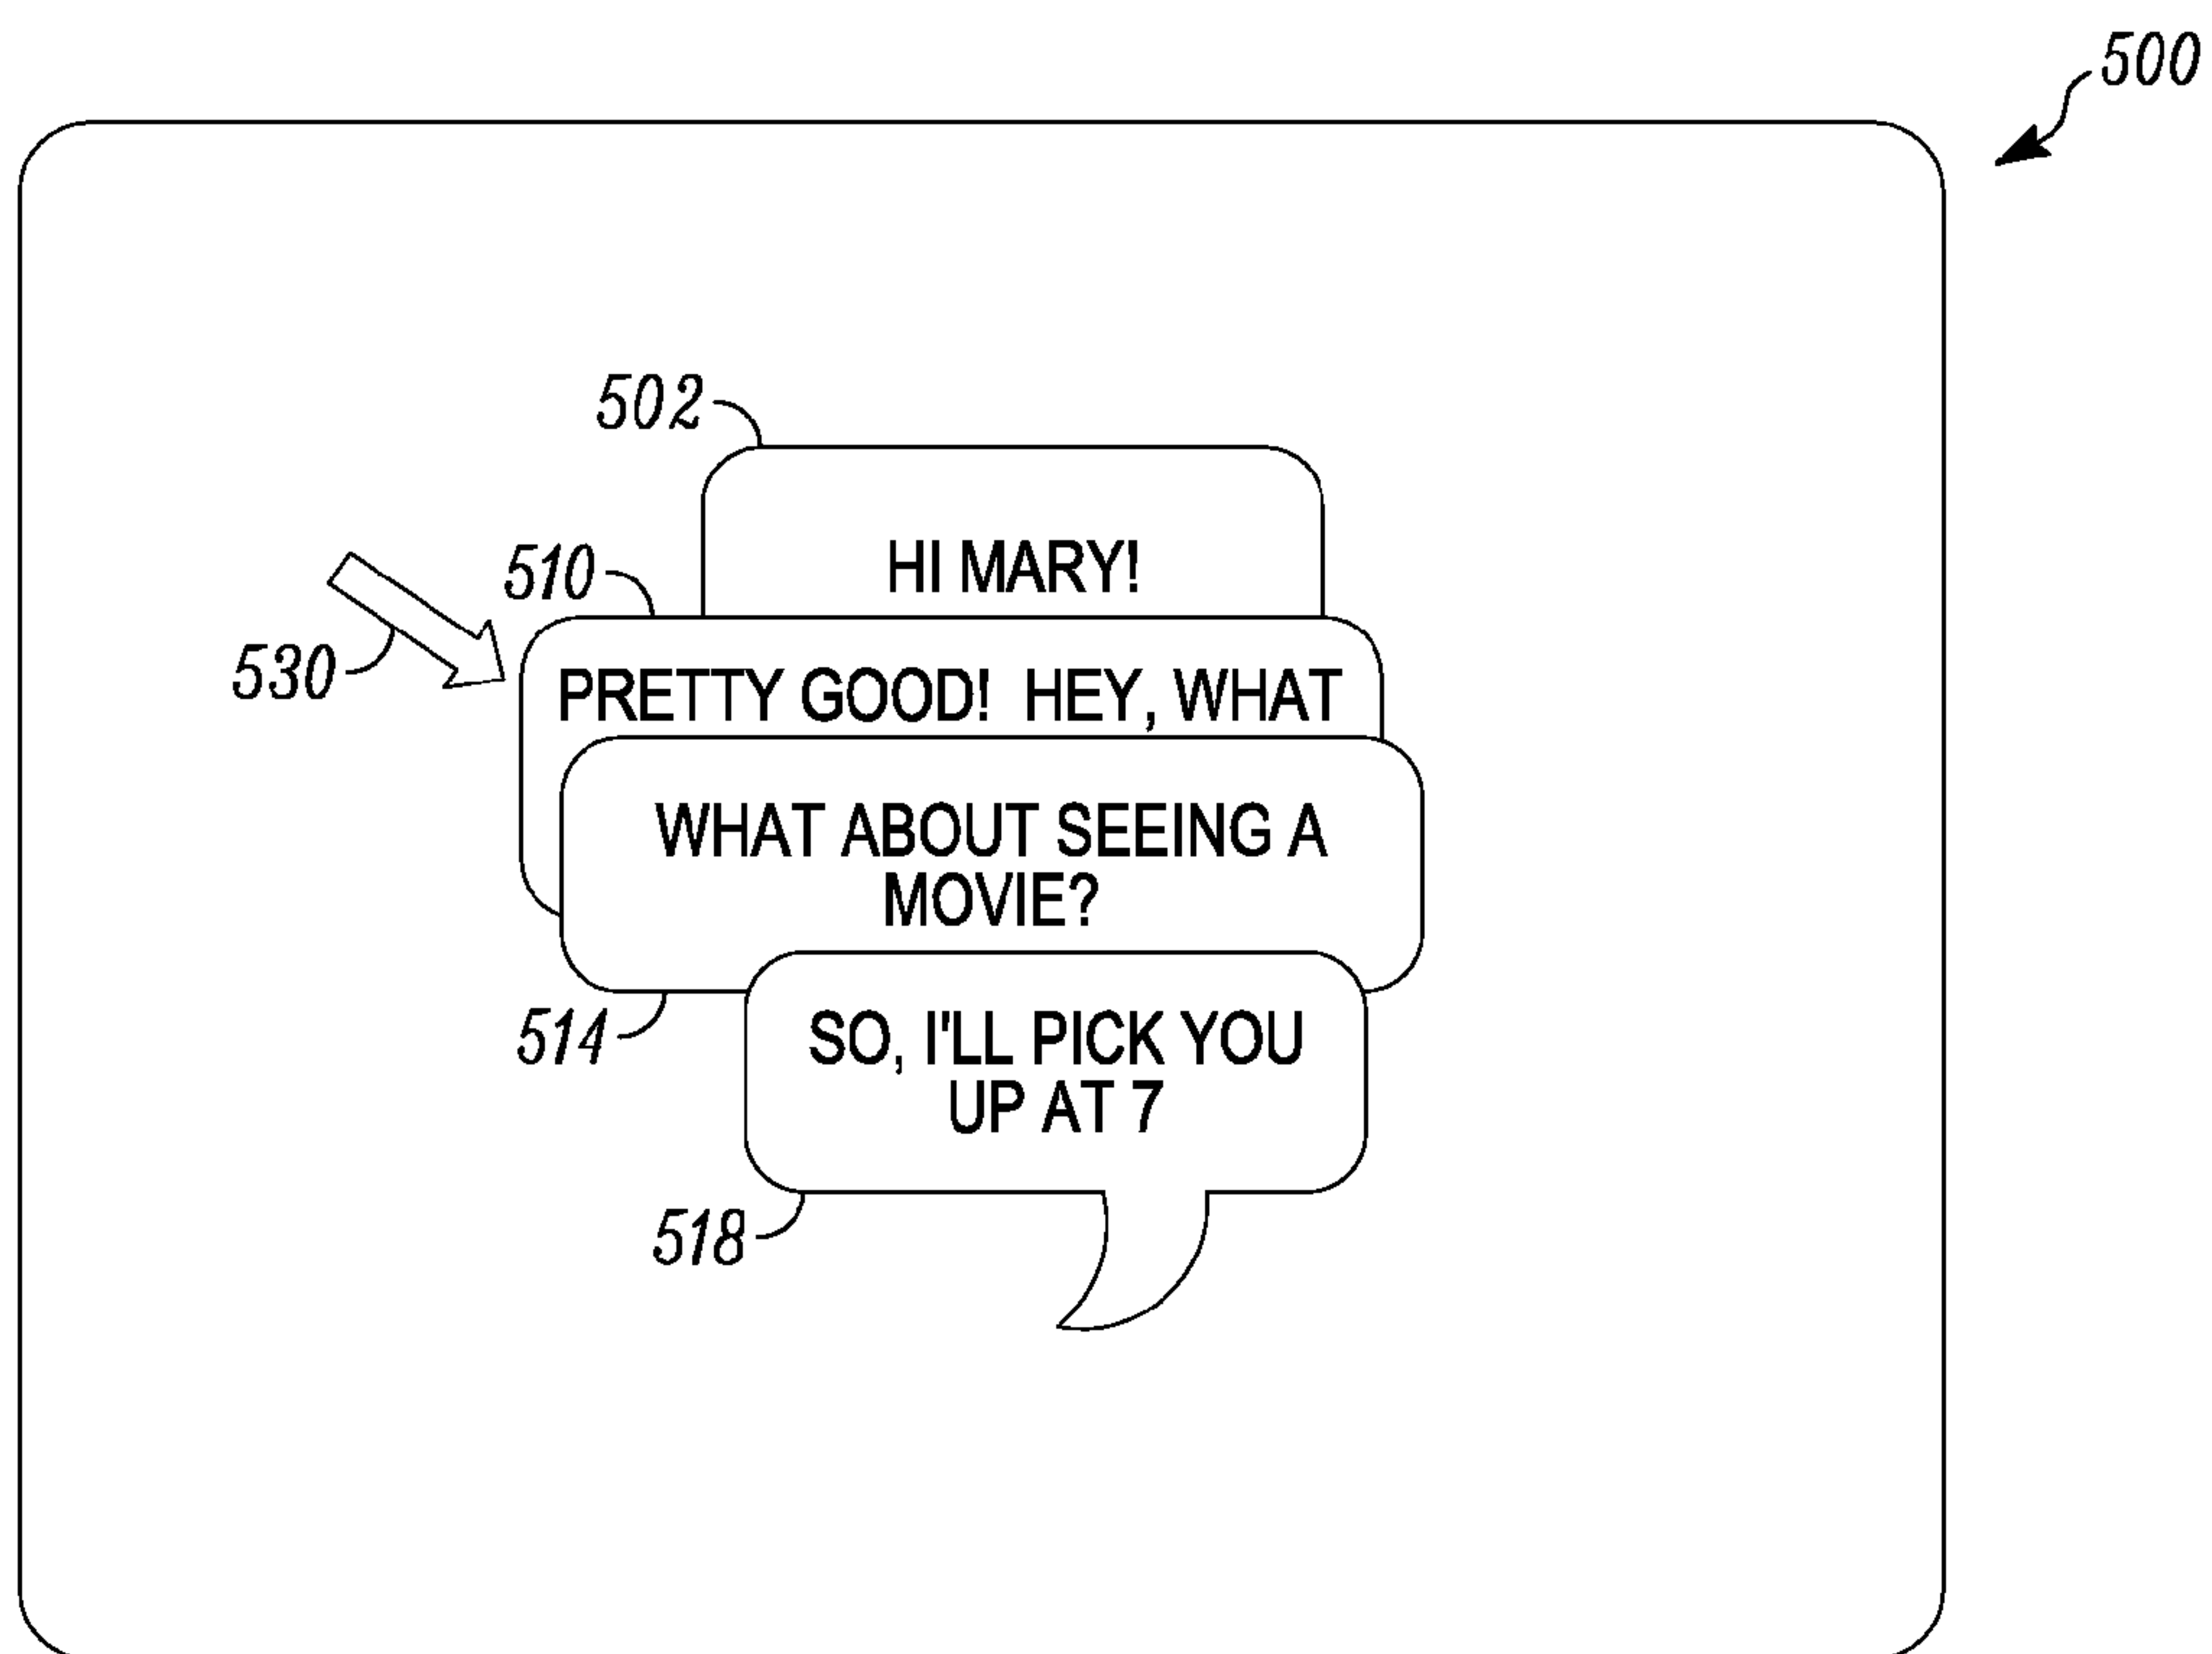 500
502
HI MARY!
510
530
PRETTY GOOD!  HEY, WHAT
WHAT ABOUT SEEING A
MOVIE?
514
SO, I'LL PICK YOU
UP AT 7
518